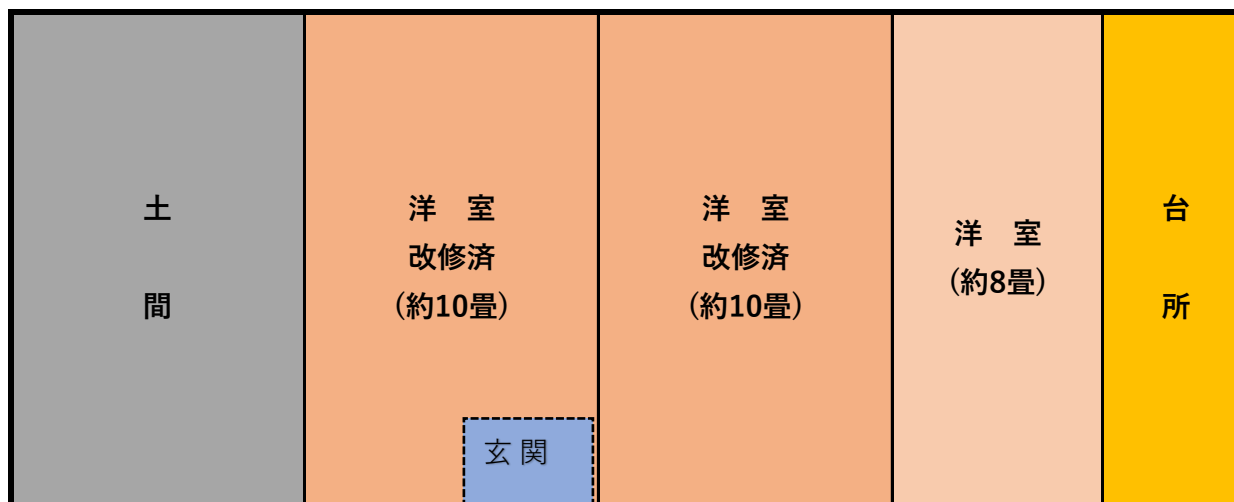 土
間
洋　室
改修済
（約10畳）
玄 関
洋　室
改修済
（約10畳）
洋　室
（約8畳）
台
所